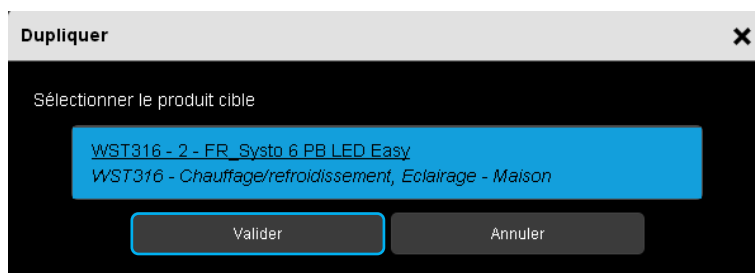 Dupliquer
Sélectionner le produit cible
WST316 - 2 - FR_Systo 6 PB LED Easy
WST316 - Chauffage/refroidissement, Eclairage - Maison
Valider
Annuler